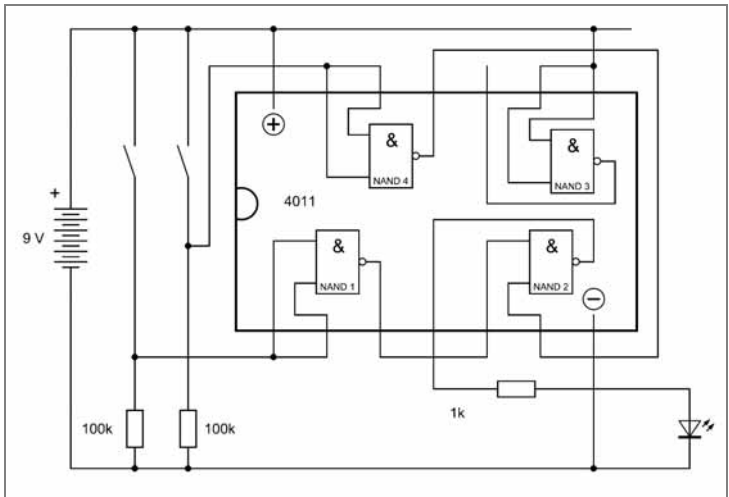 +
&
NAND 4
&
NAND 3
+
9 V
4011
&
NAND 1
&
NAND 2
−
100k
100k
1k